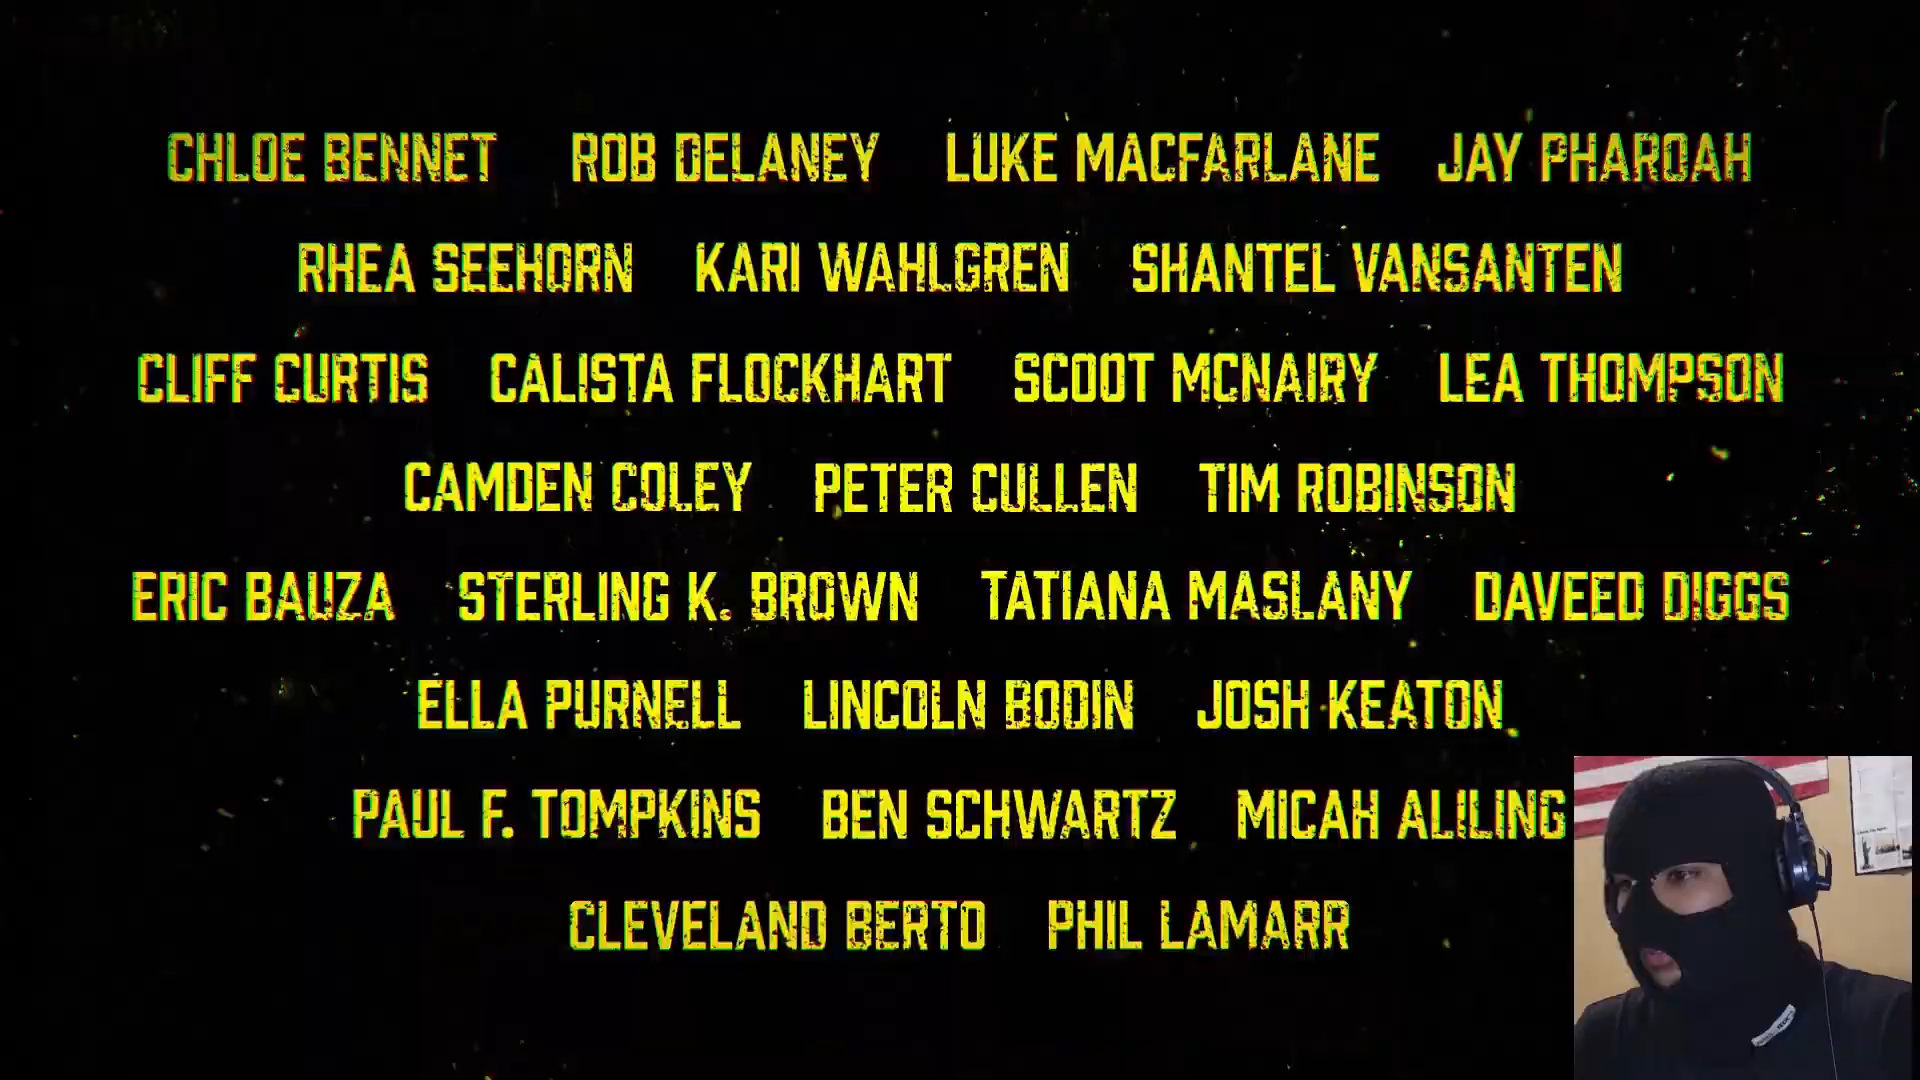 CHLOE BENNET ROB DELANEY LUKE MACFARLANE JAY PHAROAH
RHEA SEEHORN KARI WAHLGREN SHANTEL VANSANTEN
CLIFF CURTIS CALISTA FLOCKHART SCOOT MCNAIRY LEA THOMPSON
CAMDEN COLEY PETER CULLEN TIM ROBINSON
ERIC BAUZA STERLING K. BROWN TATIANA MASLANY DAVEED DIGGS
ELLA PURNELL LINCOLN BODIN JOSH KEATON
PAUL F. TOMPKINS BEN SCHWARTZ MICAH ALILING
CLEVELAND BERTO PHIL LAMARR